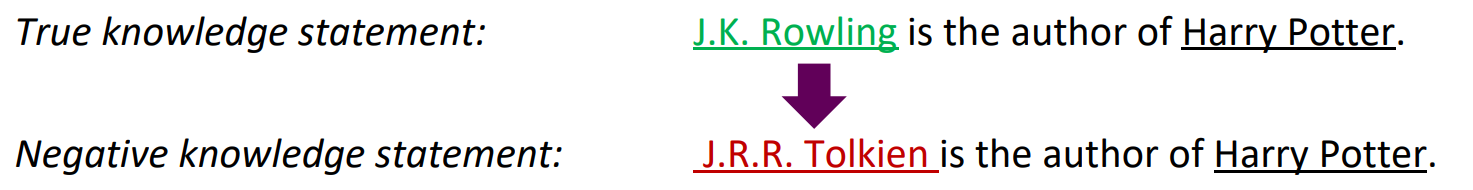 True knowledge statement: J.K. Rowling is the author of Harry Potter.
Negative knowledge statement: J.R.R. Tolkien is the author of Harry Potter.